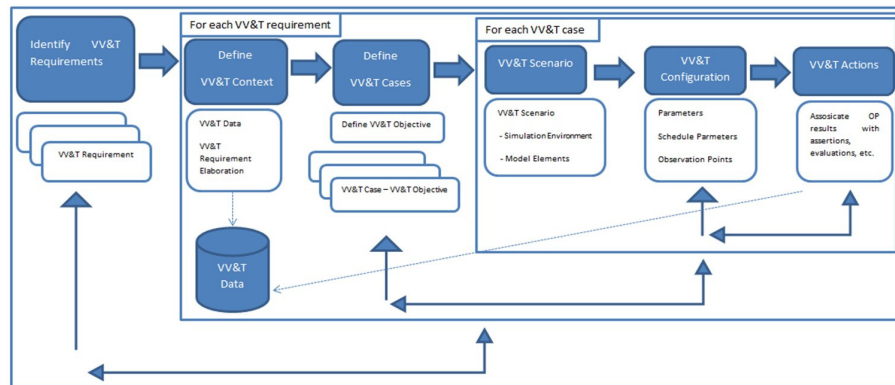 For each VV&T requirement
For each VV&T case
Identify VV&T
Requirements
Define
VV&T Context
Define
VV&T Cases
VV&T Scenario
VV&T
Configuration
VV&T Actions
VV&T Requirement
VV&T Data
VV&T
Requirement
Elaboration
Define VV&T Objective
VV&T Case – VV&T Objective
VV&T Scenario
- Simulation Environment
- Model Elements
Parameters
Schedule Parmeters
Observation Points
Assosicate OP
results with
assertions,
evaluations, etc.
VV&T
Data